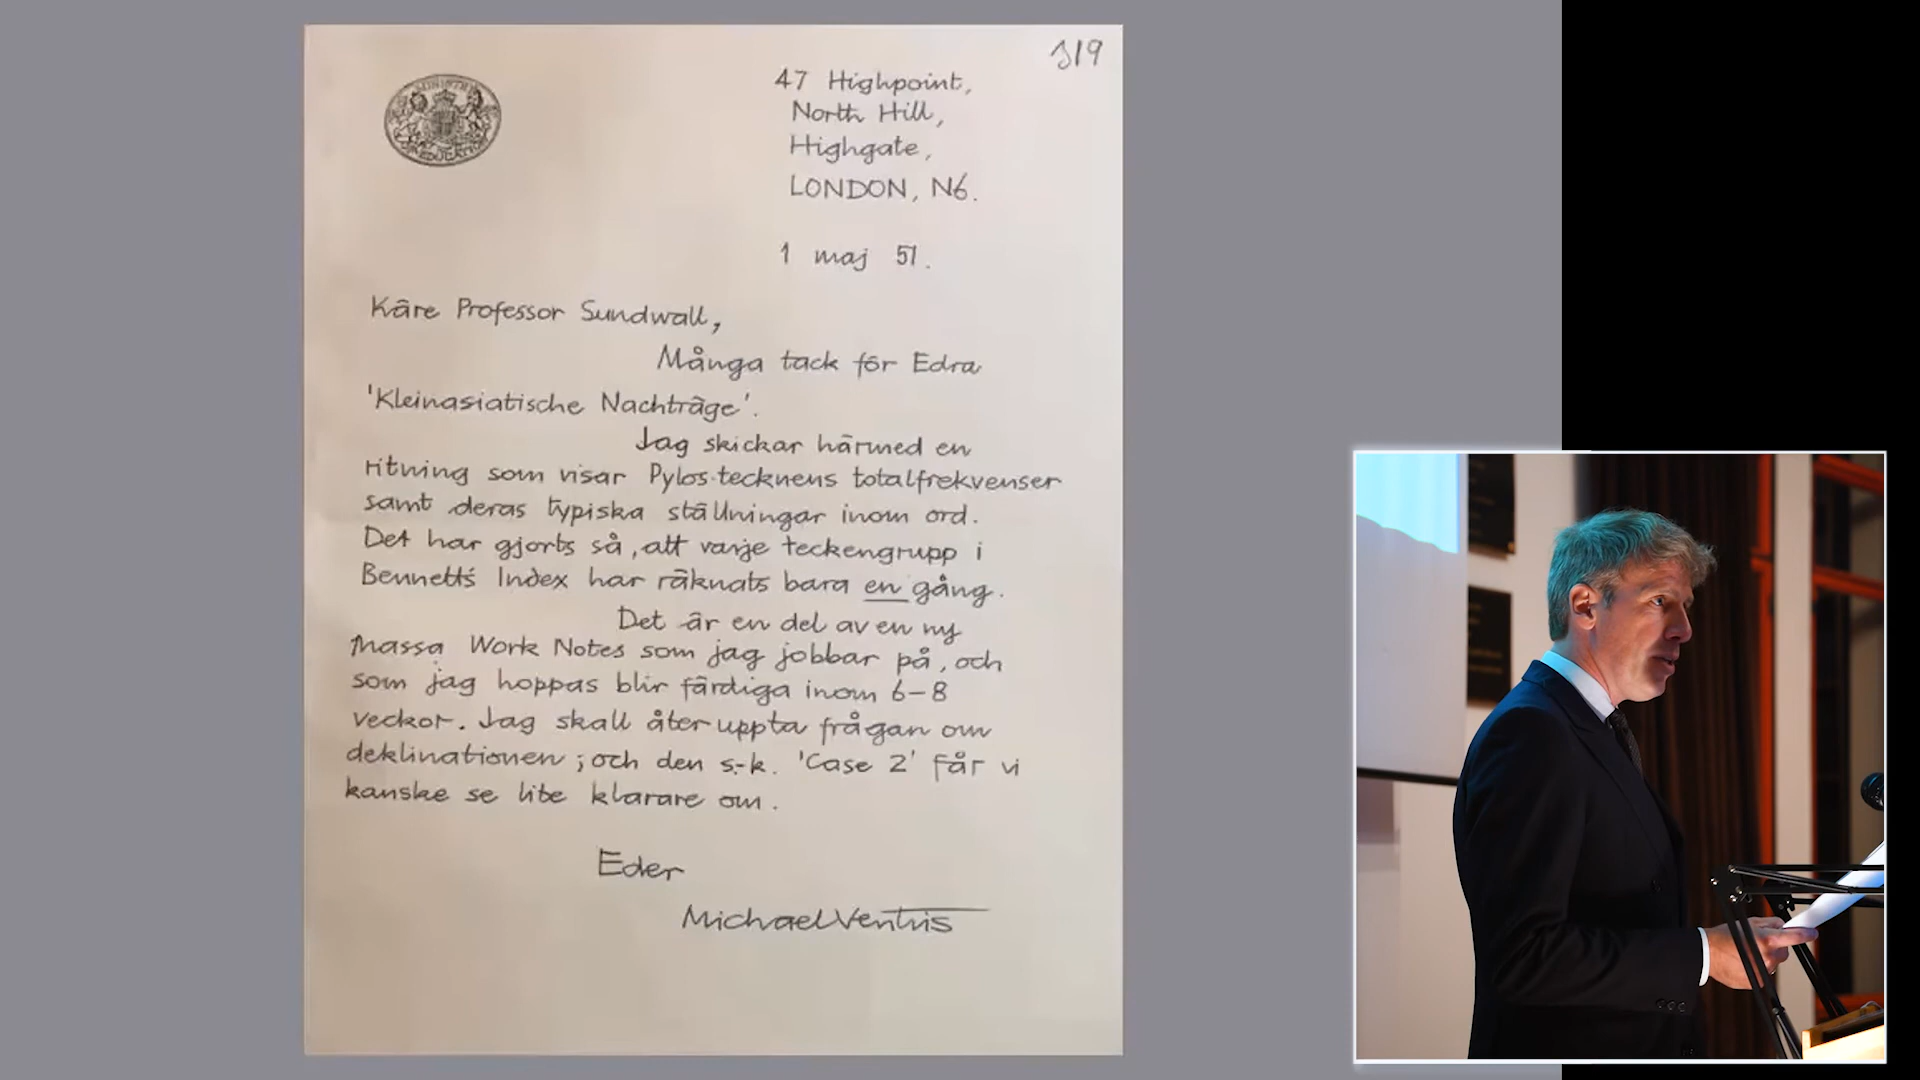 319
MINISTRY
OF EDUCATION
47 Highpoint,
North Hill,
Highgate,
LONDON, N6.
1 maj 51.
Käre Professor Sundwall,
Många tack för Edra
'Kleinasiatische Nachträge'.
Jag skickar härmed en
ritning som visar Pylos-tecknens totalfrekvenser
samt deras typiska ställningar inom ord.
Det har gjorts så, att varje teckengrupp i
Bennetts Index har räknats bara en gång.
Det är en del av en ny
massa Work Notes som jag jobbar på, och
som jag hoppas blir färdiga inom 6-8
veckor. Jag skall återuppta frågan om
deklinationen; och den s.-k. 'Case 2' får vi
kanske se lite klarare om.
Eder
Michael Ventris